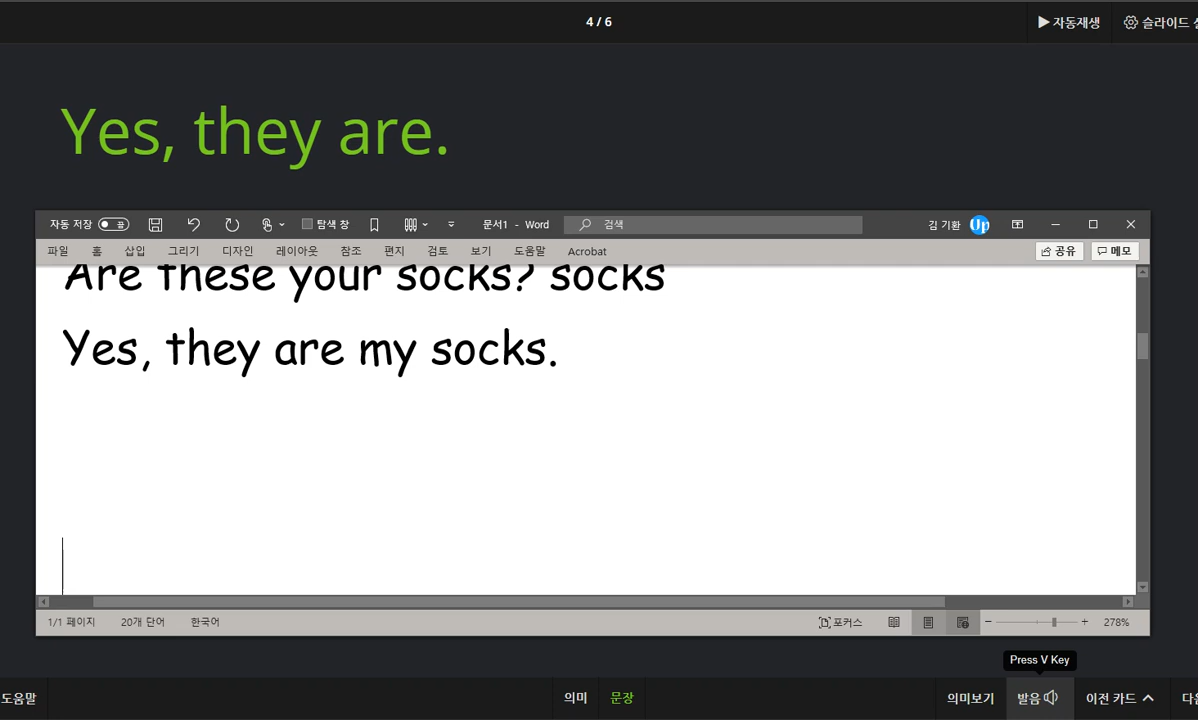 4 / 6
▶ 자동재생
슬라이드
Yes, they are.
자동 저장 끔
탐색 창
문서1 - Word
검색
김 기환
Up
파일 홈 삽입 그리기 디자인 레이아웃 참조 편지 검토 보기 도움말 Acrobat
공유
메모
Are these your socks? socks
Yes, they are my socks.
1/1 페이지 20개 단어 한국어
포커스
- + 278%
Press V Key
도움말
의미
문장
의미보기
발음
이전 카드